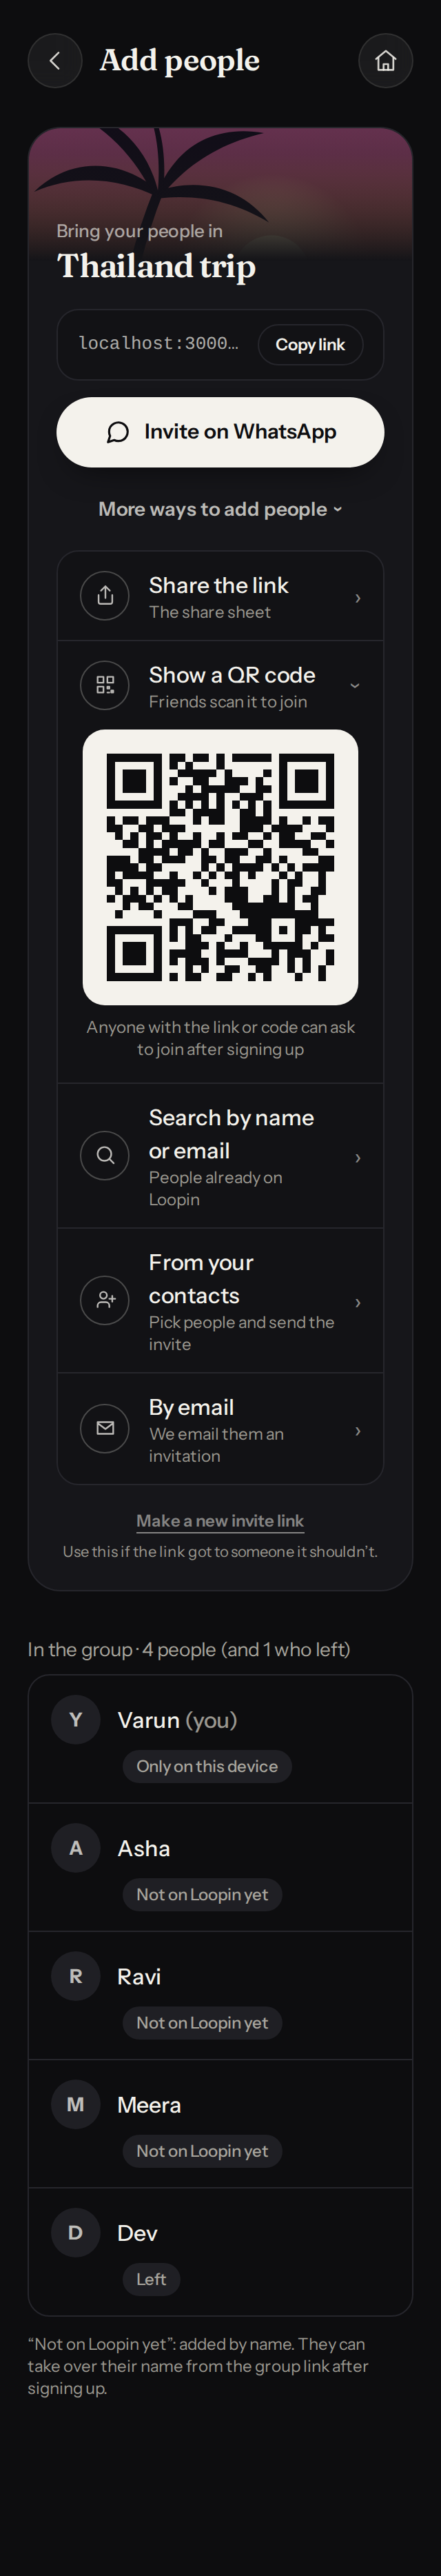 Add people
Bring your people in
Thailand trip
localhost:3000…
Copy link
Invite on WhatsApp
More ways to add people
Share the link
The share sheet
Show a QR code
Friends scan it to join
Anyone with the link or code can ask
to join after signing up
Search by name
or email
People already on
Loopin
From your
contacts
Pick people and send the
invite
By email
We email them an
invitation
Make a new invite link
Use this if the link got to someone it shouldn’t.
In the group · 4 people (and 1 who left)
Y
Varun (you)
Only on this device
A
Asha
Not on Loopin yet
R
Ravi
Not on Loopin yet
M
Meera
Not on Loopin yet
D
Dev
Left
“Not on Loopin yet”: added by name. They can
take over their name from the group link after
signing up.